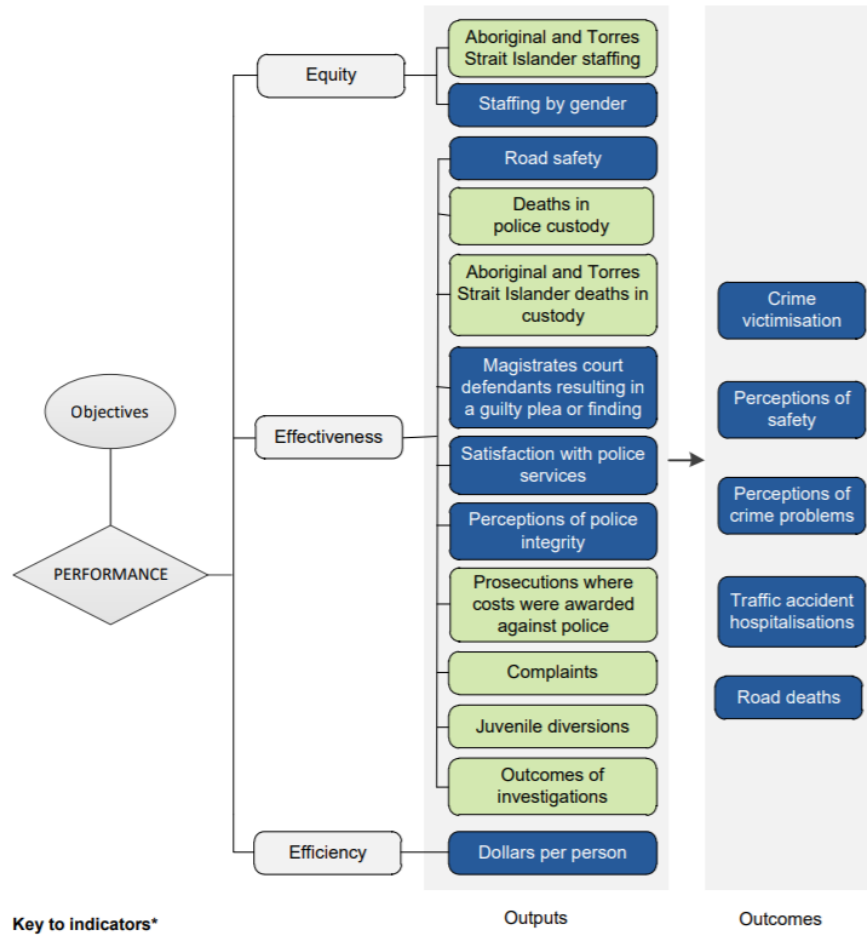 Objectives
PERFORMANCE
Equity
Aboriginal and Torres
Strait Islander staffing
Staffing by gender
Effectiveness
Road safety
Deaths in
police custody
Aboriginal and Torres
Strait Islander deaths in
custody
Magistrates court
defendants resulting in
a guilty plea or finding
Satisfaction with police
services
Perceptions of police
integrity
Prosecutions where
costs were awarded
against police
Complaints
Juvenile diversions
Outcomes of
investigations
Efficiency
Dollars per person
Crime
victimisation
Perceptions of
safety
Perceptions of
crime problems
Traffic accident
hospitalisations
Road deaths
Key to indicators*
Outputs
Outcomes